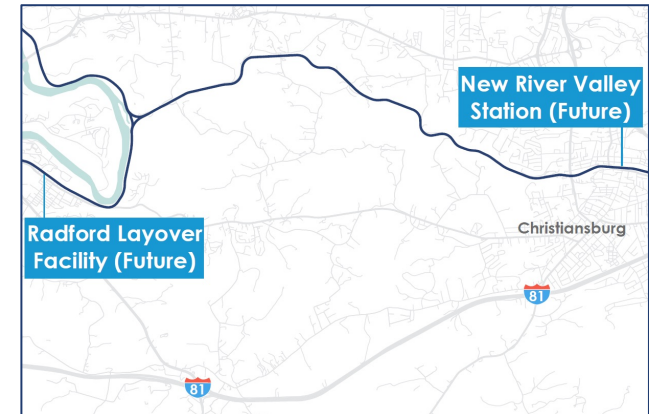 New River Valley
Station (Future)
Radford Layover
Facility (Future)
Christiansburg
81
81